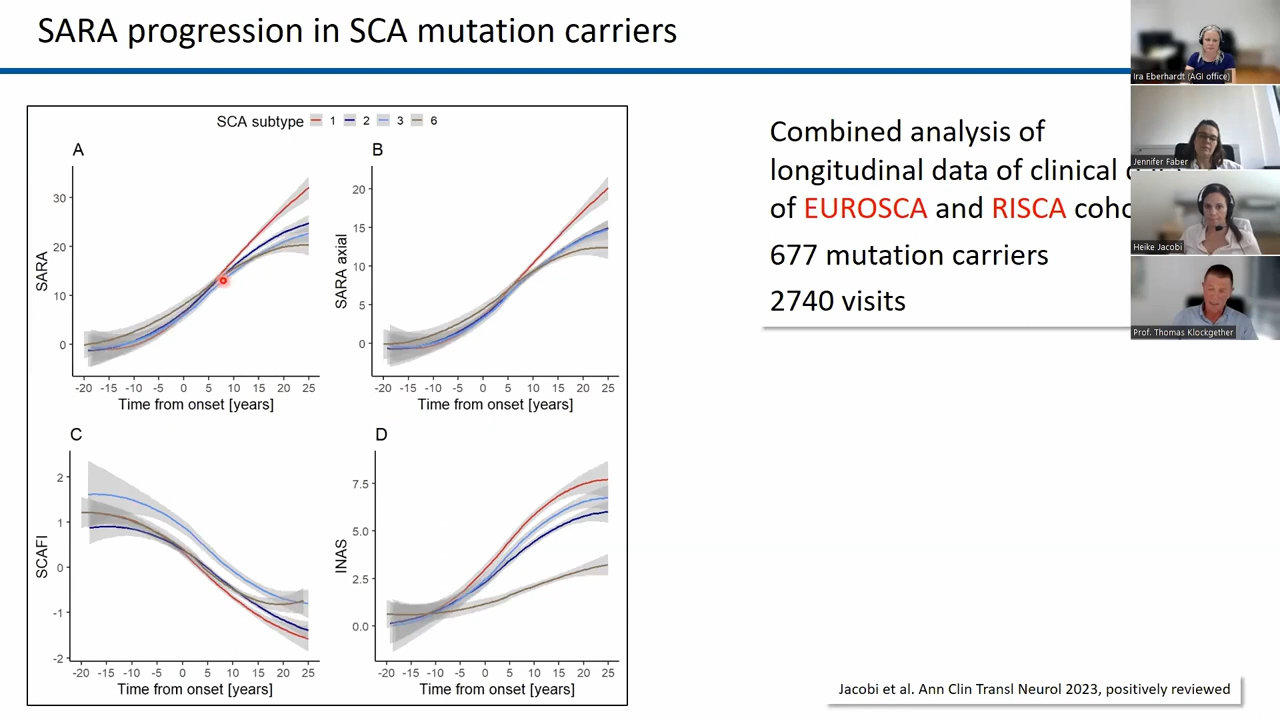 SARA progression in SCA mutation carriers
SCA subtype 1 2 3 6
A
SARA
30
20
10
0
-20 -15 -10 -5 0 5 10 15 20 25
Time from onset [years]
B
SARA axial
20
15
10
5
0
-20 -15 -10 -5 0 5 10 15 20 25
Time from onset [years]
C
SCAFI
2
1
0
-1
-2
-20 -15 -10 -5 0 5 10 15 20 25
Time from onset [years]
D
INAS
7.5
5.0
2.5
0.0
-20 -15 -10 -5 0 5 10 15 20 25
Time from onset [years]
Combined analysis of
longitudinal data of clinical
of EUROSCA and RISCA
677 mutation carriers
2740 visits
Jacobi et al. Ann Clin Transl Neurol 2023, positively reviewed
Ira Eberhardt (AGI office)
Jennifer Faber
Heike Jacobi
Prof. Thomas Klockgether